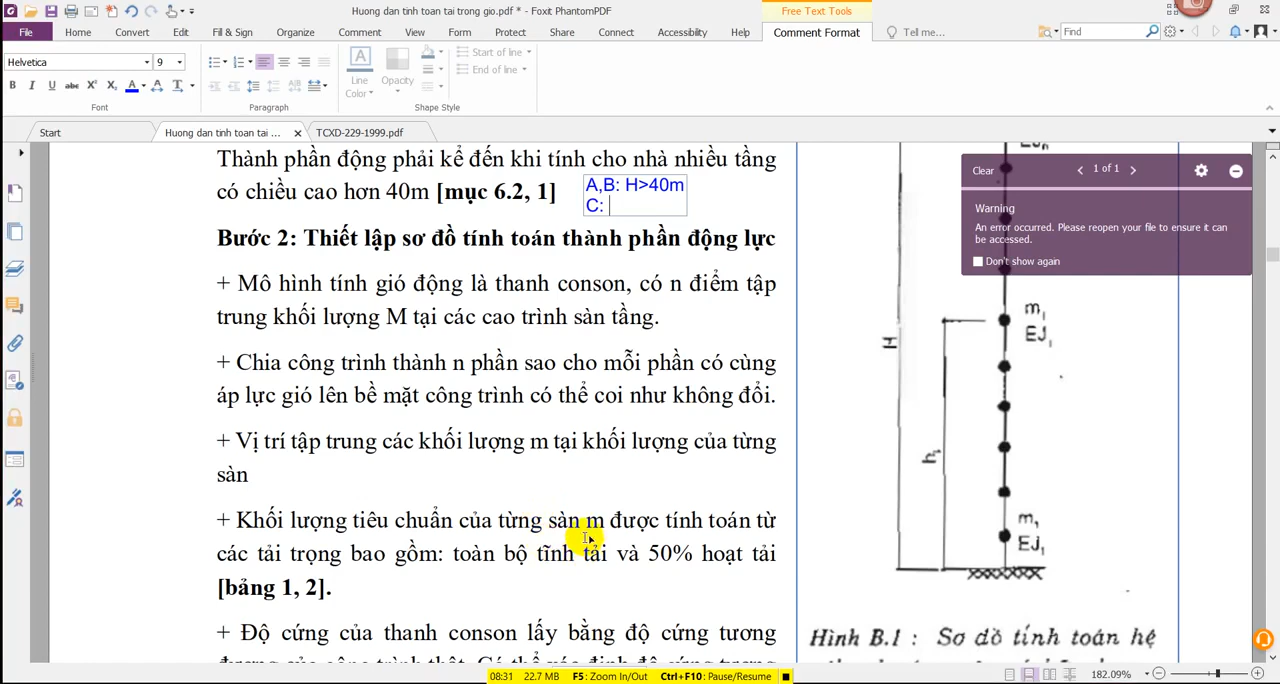 Huong dan tinh toan tai trong gio.pdf * - Foxit PhantomPDF
Free Text Tools
File
Home
Convert
Edit
Fill & Sign
Organize
Comment
View
Form
Protect
Share
Connect
Accessibility
Help
Comment Format
Tell me...
Find
Helvetica
9
Line Color
Opacity
Start of line
End of line
Font
Paragraph
Shape Style
Start
Huong dan tinh toan tai ...
TCXD-229-1999.pdf
Thành phần động phải kể đến khi tính cho nhà nhiều tầng
có chiều cao hơn 40m [mục 6.2, 1]
A,B: H>40m
C:
Bước 2: Thiết lập sơ đồ tính toán thành phần động lực
+ Mô hình tính gió động là thanh conson, có n điểm tập
trung khối lượng M tại các cao trình sàn tầng.
+ Chia công trình thành n phần sao cho mỗi phần có cùng
áp lực gió lên bề mặt công trình có thể coi như không đổi.
+ Vị trí tập trung các khối lượng m tại khối lượng của từng
sàn
+ Khối lượng tiêu chuẩn của từng sàn m được tính toán từ
các tải trọng bao gồm: toàn bộ tĩnh tải và 50% hoạt tải
[bảng 1, 2].
+ Độ cứng của thanh conson lấy bằng độ cứng tương
Clear
1 of 1
Warning
An error occurred. Please reopen your file to ensure it can
be accessed.
Don't show again
H
m₁
EJ₁
m₁
EJ₁
Hình B.1 : Sơ đồ tính toán hệ
08:31 22.7 MB F5: Zoom In/Out Ctrl+F10: Pause/Resume
182.09%